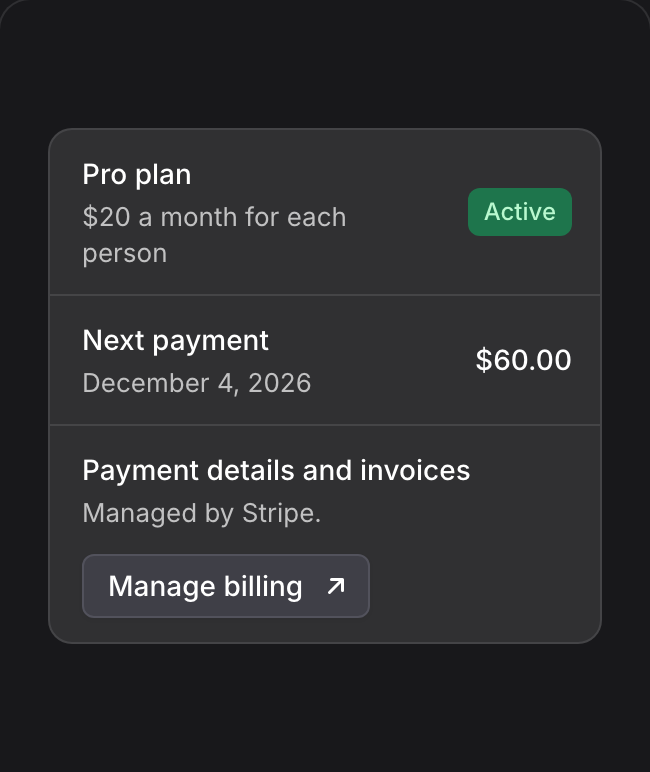 Pro plan
$20 a month for each
person
Active
Next payment
December 4, 2026
$60.00
Payment details and invoices
Managed by Stripe.
Manage billing